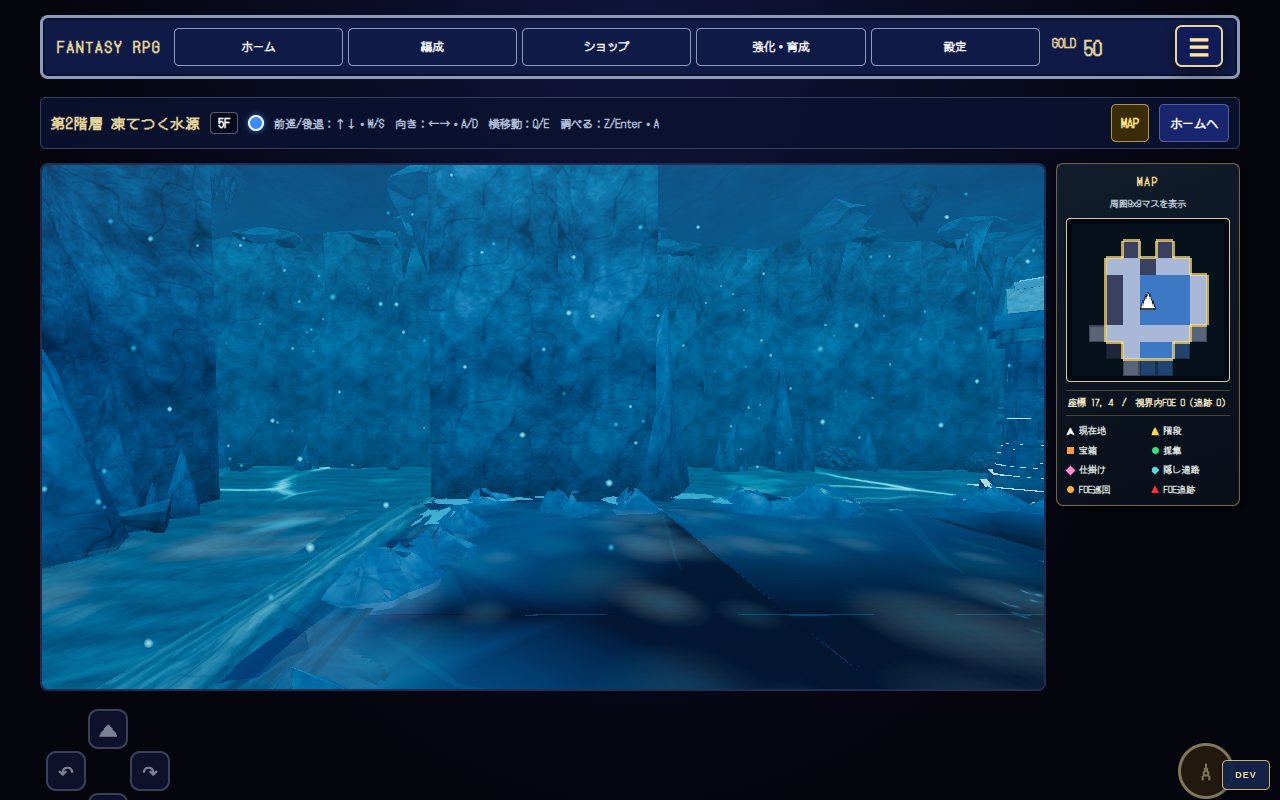 FANTASY RPG
ホーム
編成
ショップ
強化・育成
設定
GOLD 50
第2階層 凍てつく水源
5F
前進/後退：↑↓・W/S 向き：←→・A/D 横移動：Q/E 調べる：Z/Enter・A
MAP
ホームへ
MAP
周囲9x9マスを表示
座標 17, 4 / 視界内FOE 0 (追跡 0)
現在地
階段
宝箱
採集
仕掛け
隠し通路
FOE巡回
FOE追跡
A
DEV